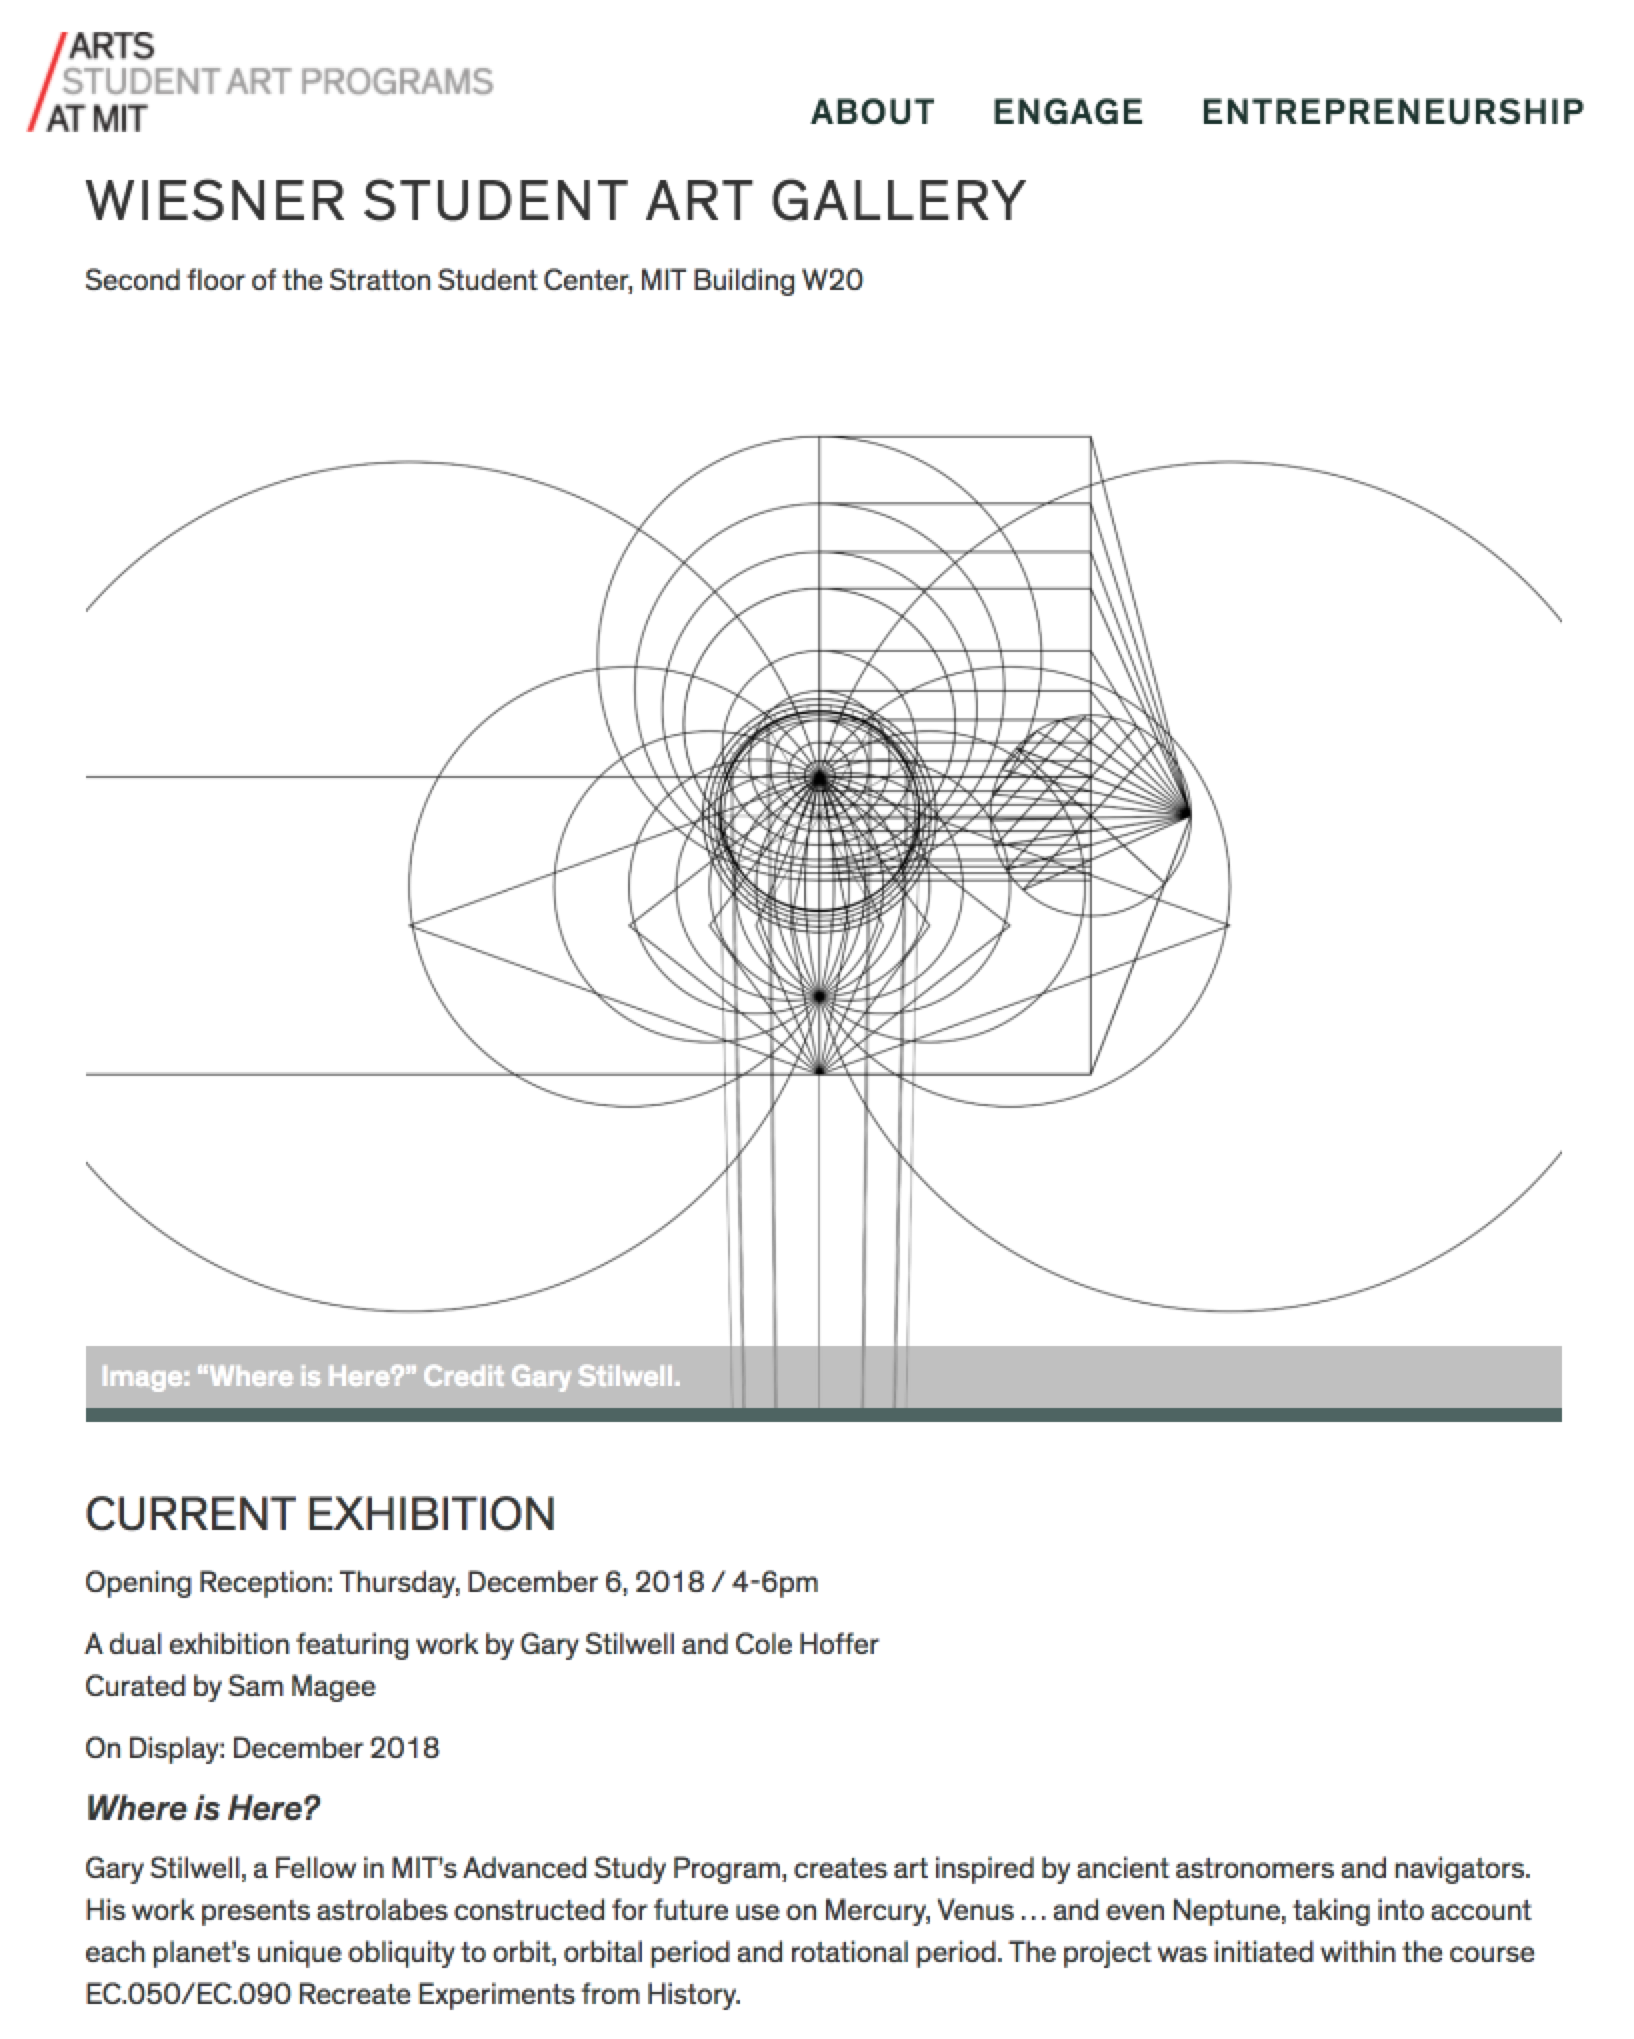 ARTS
STUDENT ART PROGRAMS
AT MIT
ABOUT ENGAGE ENTREPRENEURSHIP
WIESNER STUDENT ART GALLERY
Second floor of the Stratton Student Center, MIT Building W20
Image: “Where is Here?” Credit Gary Stilwell.
CURRENT EXHIBITION
Opening Reception: Thursday, December 6, 2018 / 4-6pm
A dual exhibition featuring work by Gary Stilwell and Cole Hoffer
Curated by Sam Magee
On Display: December 2018
Where is Here?
Gary Stilwell, a Fellow in MIT’s Advanced Study Program, creates art inspired by ancient astronomers and navigators.
His work presents astrolabes constructed for future use on Mercury, Venus … and even Neptune, taking into account
each planet’s unique obliquity to orbit, orbital period and rotational period. The project was initiated within the course
EC.050/EC.090 Recreate Experiments from History.